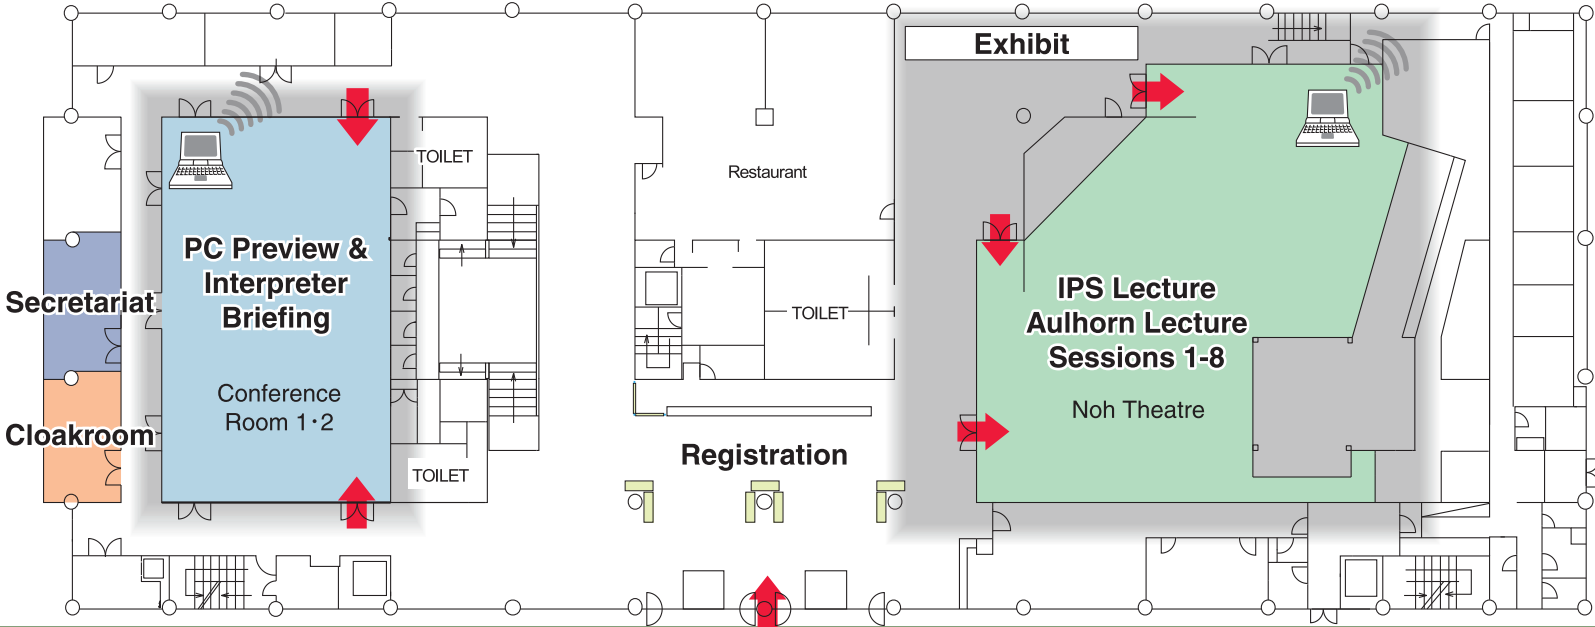 Exhibit
TOILET
Restaurant
PC Preview &
Interpreter
Briefing
Secretariat
IPS Lecture
Aulhorn Lecture
Sessions 1-8
TOILET
Conference
Room 1・2
Noh Theatre
Cloakroom
Registration
TOILET